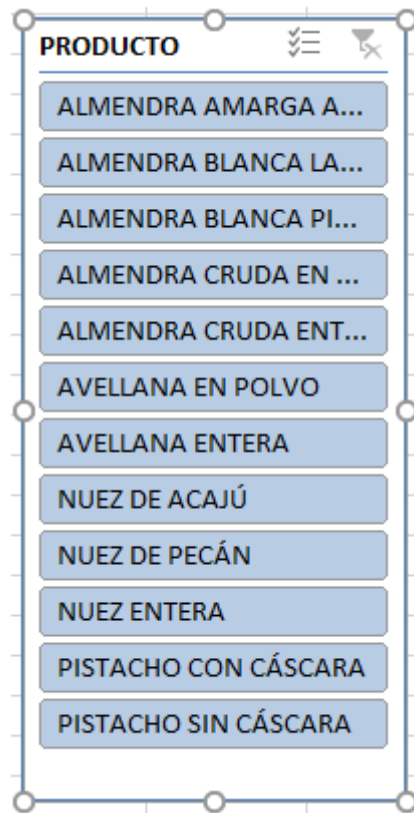 PRODUCTO
ALMENDRA AMARGA A...
ALMENDRA BLANCA LA...
ALMENDRA BLANCA PI...
ALMENDRA CRUDA EN ...
ALMENDRA CRUDA ENT...
AVELLANA EN POLVO
AVELLANA ENTERA
NUEZ DE ACAJÚ
NUEZ DE PECÁN
NUEZ ENTERA
PISTACHO CON CÁSCARA
PISTACHO SIN CÁSCARA